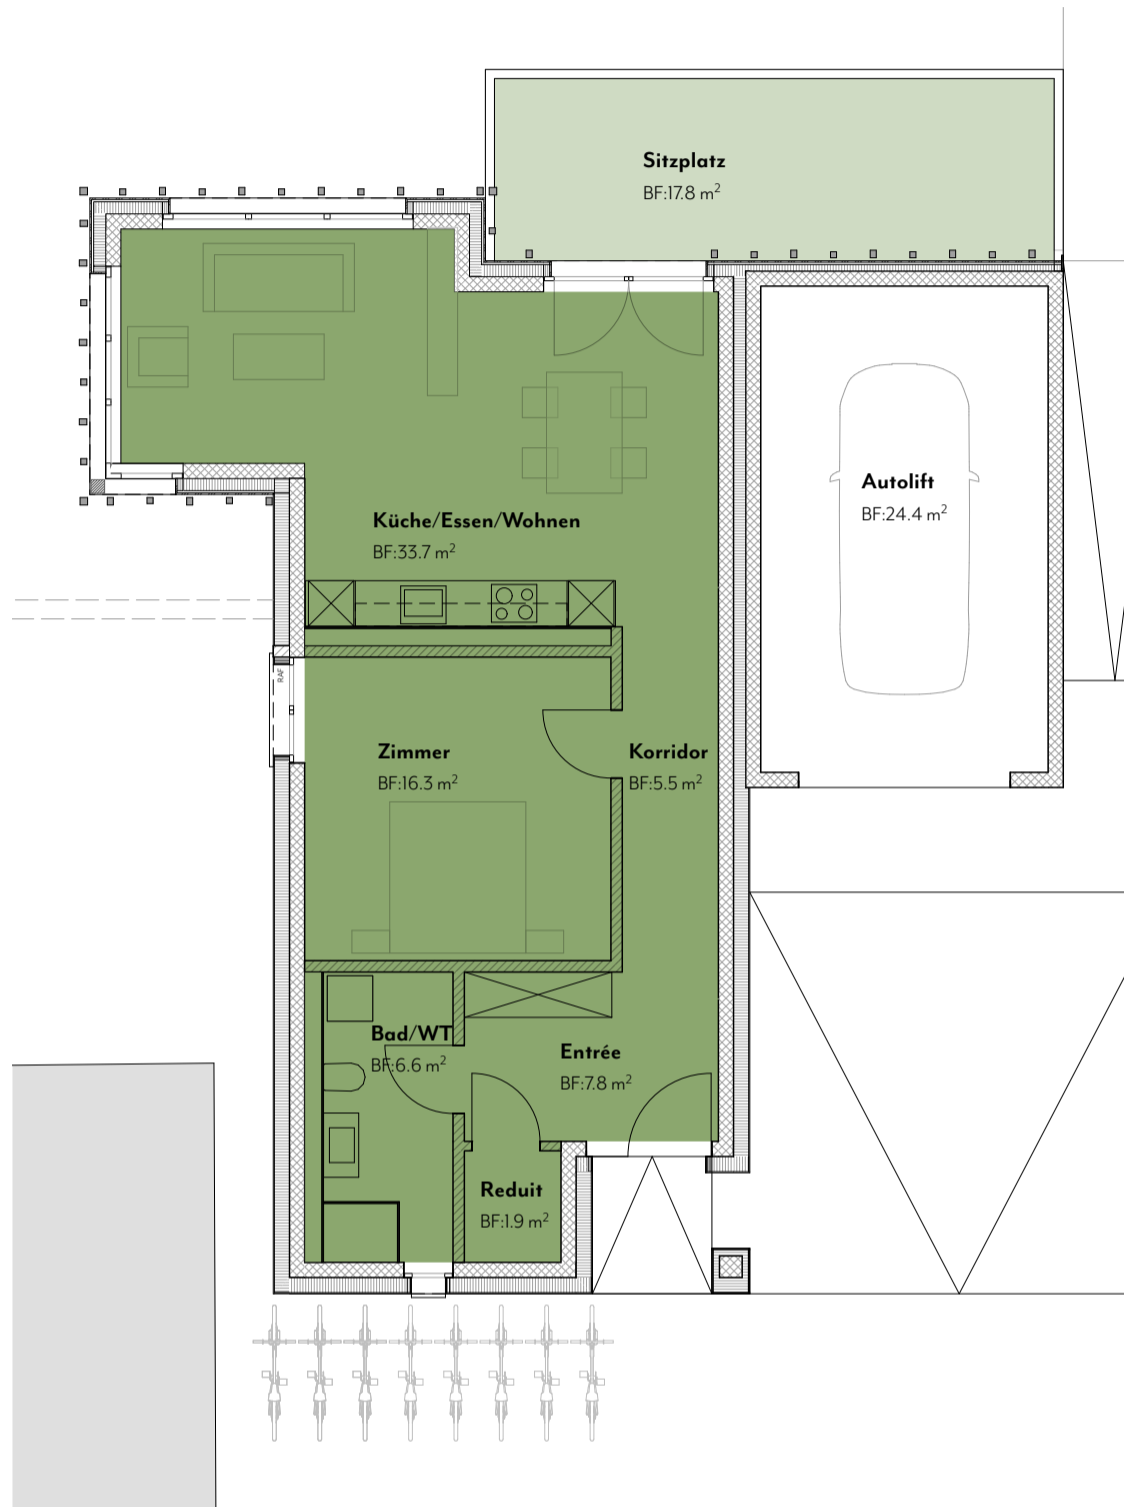 Sitzplatz
BF:17.8 m²
Autolift
BF:24.4 m²
Küche/Essen/Wohnen
BF:33.7 m²
RAF
Zimmer
BF:16.3 m²
Korridor
BF:5.5 m²
Bad/WT
BF:6.6 m²
Entrée
BF:7.8 m²
Reduit
BF:1.9 m²